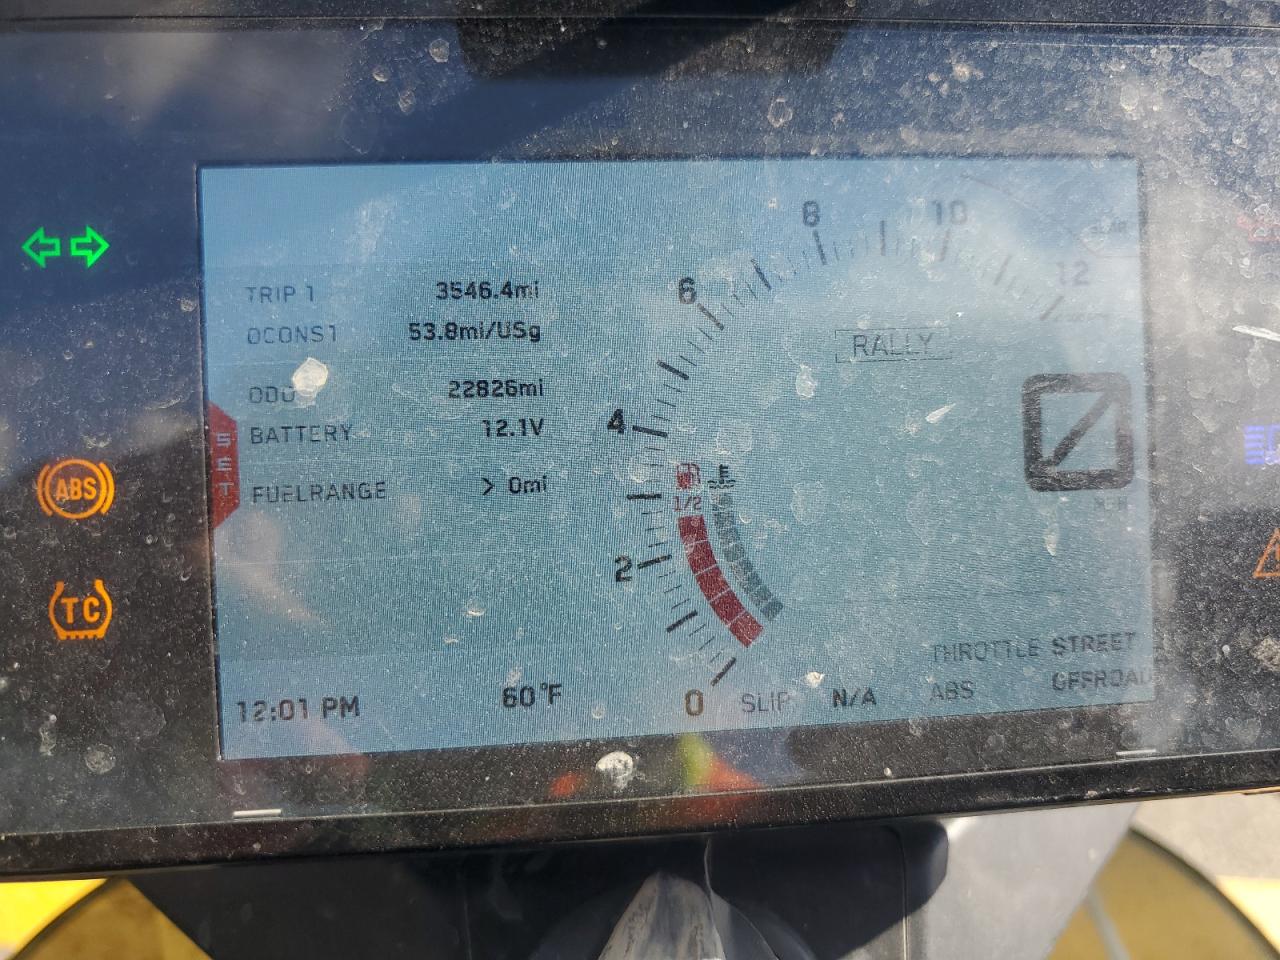 8 10
12
6
TRIP 1 3546.4mi
ØCONS1 53.8mi/USg
RALLY
ODO 22826mi
4
BATTERY 12.1V
SET
FUELRANGE > 0mi
1/2
ABS
2
TC
THROTTLE STREET
ABS OFFROAD
12:01 PM 60°F
0 SLIP N/A